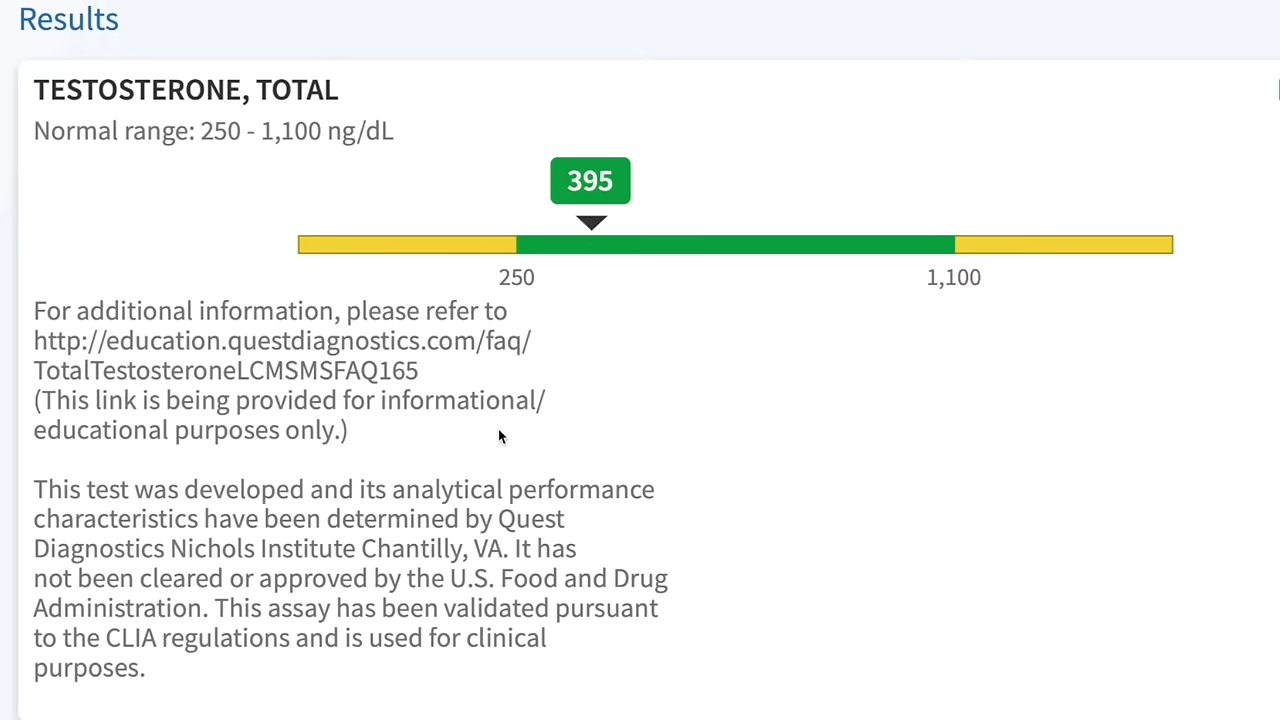 Results
TESTOSTERONE, TOTAL
Normal range: 250 - 1,100 ng/dL
395
250
1,100
For additional information, please refer to
http://education.questdiagnostics.com/faq/
TotalTestosteroneLCMSMSFAQ165
(This link is being provided for informational/
educational purposes only.)
This test was developed and its analytical performance
characteristics have been determined by Quest
Diagnostics Nichols Institute Chantilly, VA. It has
not been cleared or approved by the U.S. Food and Drug
Administration. This assay has been validated pursuant
to the CLIA regulations and is used for clinical
purposes.